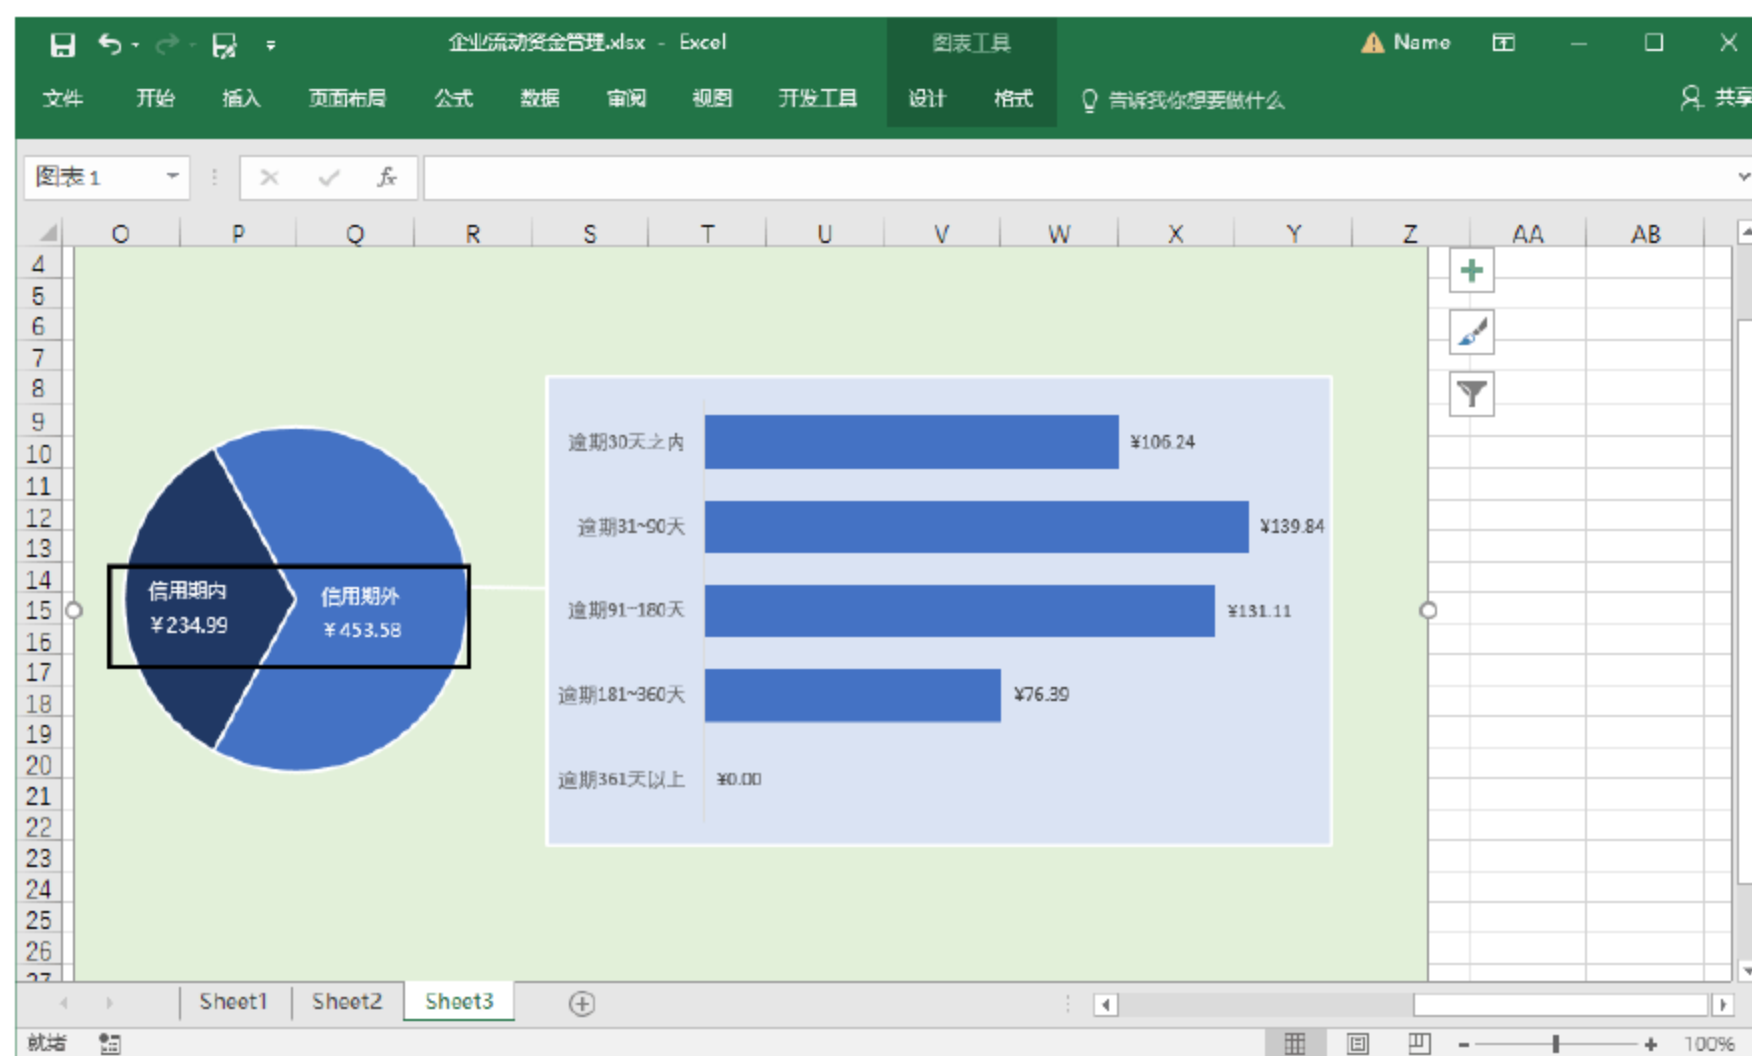 企业流动资金管理.xlsx - Excel
图表工具
Name
文件 开始 插入 页面布局 公式 数据 审阅 视图 开发工具 设计 格式 告诉我你想要做什么 共享
图表 1
fx
O P Q R S T U V W X Y Z AA AB
4
5
6
7
8
9
10
11
12
13
14
15
16
17
18
19
20
21
22
23
24
25
26
27
信用期内
¥234.99
信用期外
¥453.58
逾期30天之内 ¥106.24
逾期31~90天 ¥139.84
逾期91~180天 ¥131.11
逾期181~360天 ¥76.39
逾期361天以上 ¥0.00
Sheet1 Sheet2 Sheet3
就绪
100%